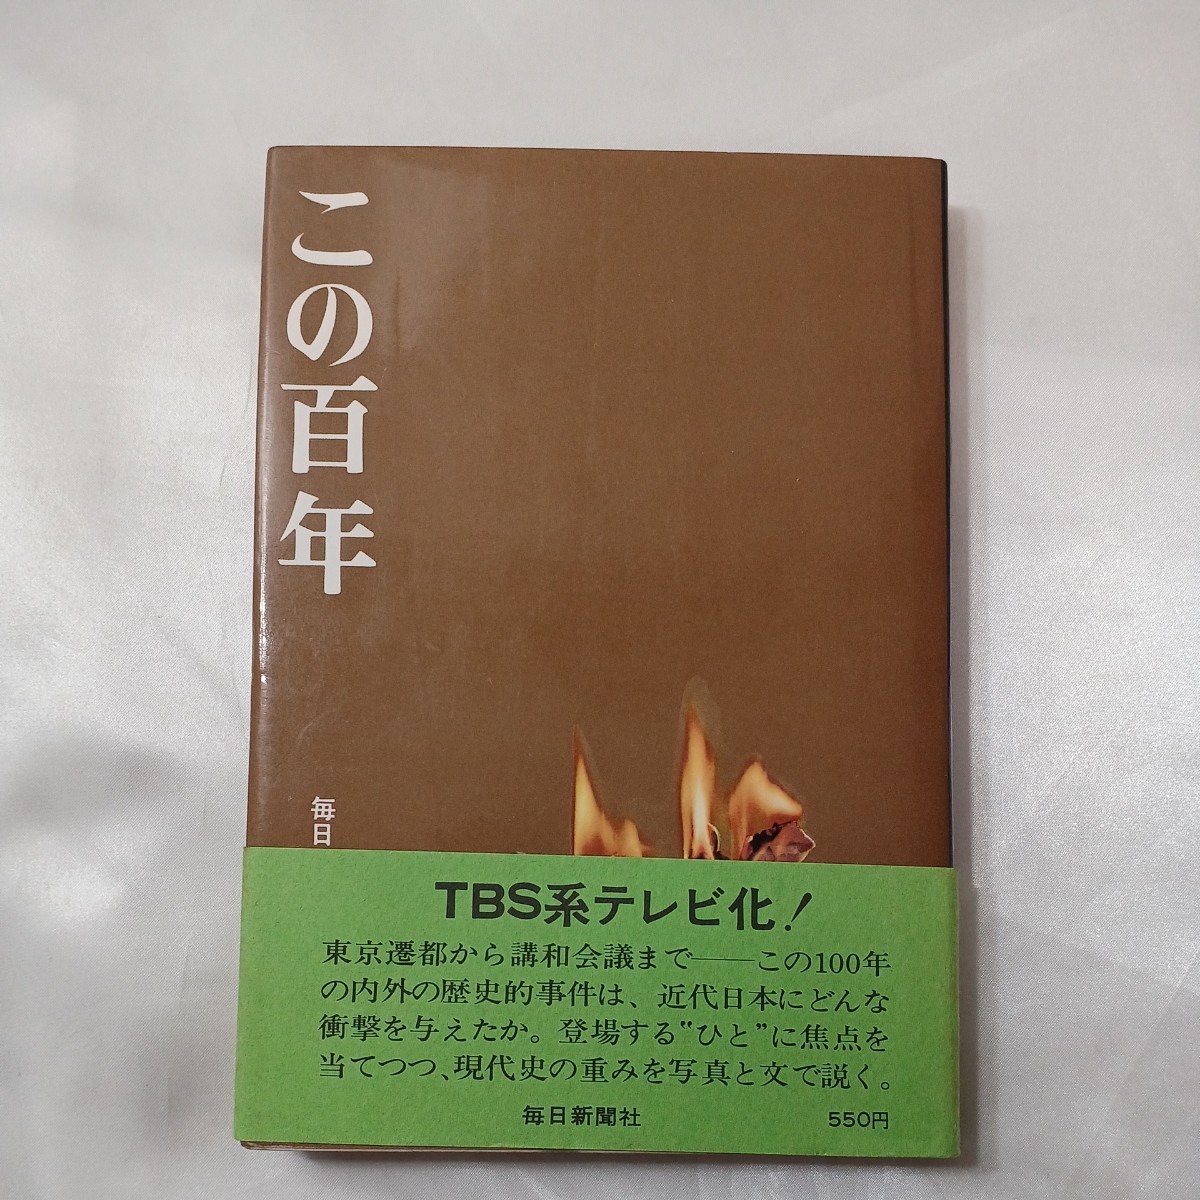 この百年
毎日
TBS系テレビ化!
東京遷都から講和会議まで――この100年
の内外の歴史的事件は、近代日本にどんな
衝撃を与えたか。登場する〝ひと〟に焦点を
当てつつ、現代史の重みを写真と文で説く。
毎日新聞社
550円